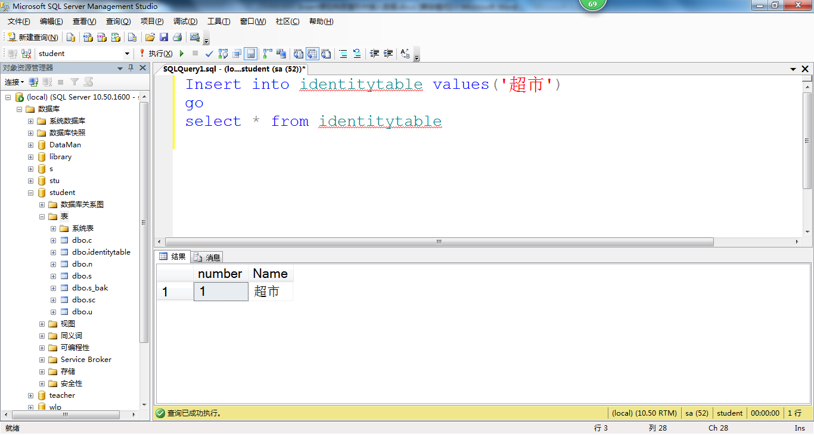 Microsoft SQL Server Management Studio
69
文件(F) 编辑(E) 查看(V) 查询(Q) 项目(P) 调试(D) 工具(T) 窗口(W) 社区(C) 帮助(H)
新建查询(N)
student 执行(X)
对象资源管理器
连接
(local) (SQL Server 10.50.1600 - s
数据库
系统数据库
数据库快照
DataMan
library
s
stu
student
数据库关系图
表
系统表
dbo.c
dbo.identitytable
dbo.n
dbo.s
dbo.s_bak
dbo.sc
dbo.u
视图
同义词
可编程性
Service Broker
存储
安全性
teacher
wlp
SQLQuery1.sql - (lo....student (sa (52))*
Insert into identitytable values('超市')
go
select * from identitytable
结果 消息
number Name
1 1 超市
查询已成功执行。 (local) (10.50 RTM) sa (52) student 00:00:00 1 行
就绪 行 3 列 28 Ch 28 Ins